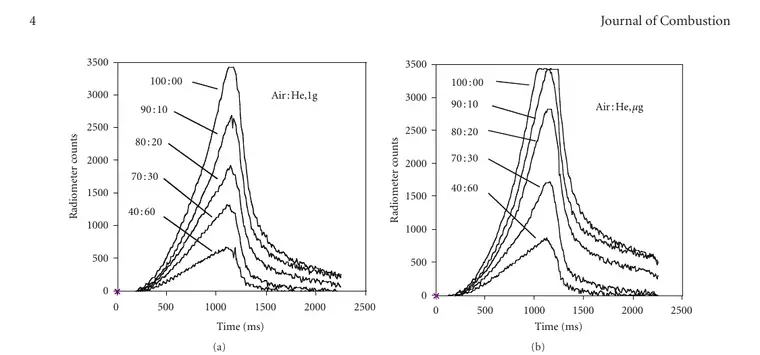 4
Journal of Combustion
3500
3000
2500
2000
1500
1000
500
0
Radiometer counts
100 : 00
90 : 10
80 : 20
70 : 30
40 : 60
Air : He,1g
0 500 1000 1500 2000 2500
Time (ms)
(a)
3500
3000
2500
2000
1500
1000
500
0
Radiometer counts
100 : 00
90 : 10
80 : 20
70 : 30
40 : 60
Air : He,μg
0 500 1000 1500 2000 2500
Time (ms)
(b)